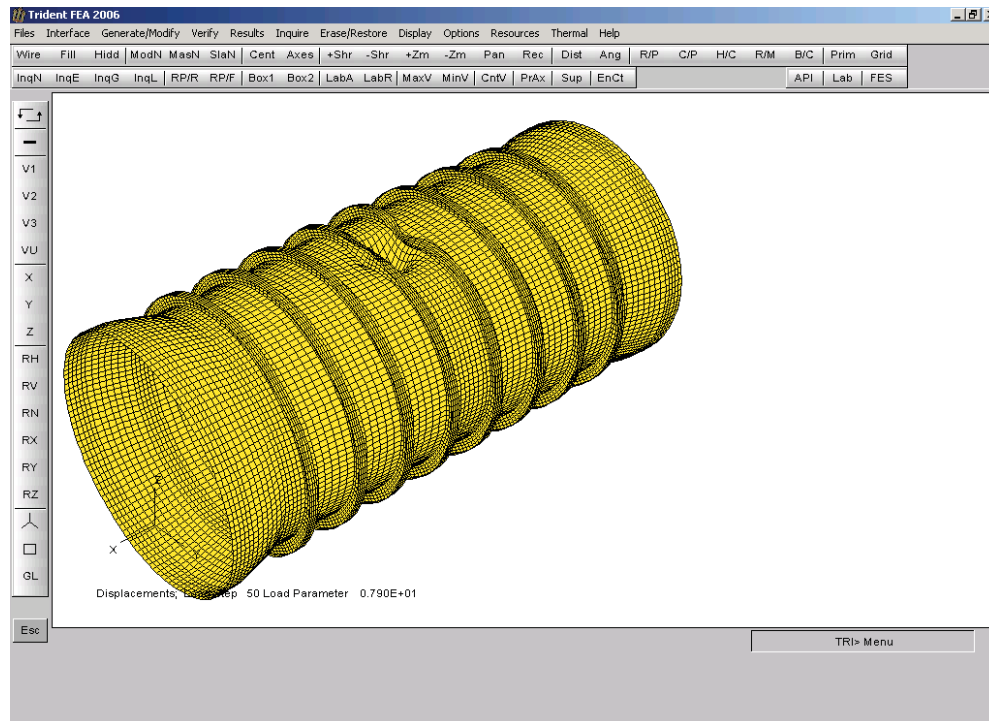 Trident FEA 2006
Files Interface Generate/Modify Verify Results Inquire Erase/Restore Display Options Resources Thermal Help
Wire Fill Hidd ModN MasN SlaN Cent Axes +Shr -Shr +Zm -Zm Pan Rec Dist Ang R/P C/P H/C R/M B/C Prim Grid
InqN InqE InqG InqL RP/R RP/F Box1 Box2 LabA LabR MaxV MinV CntV PrAx Sup EnCt API Lab FES
V1
V2
V3
VU
X
Y
Z
RH
RV
RN
RX
RY
RZ
Z
X
Y
GL
Displacements; 50 Load Parameter 0.790E+01
Esc
TRI> Menu